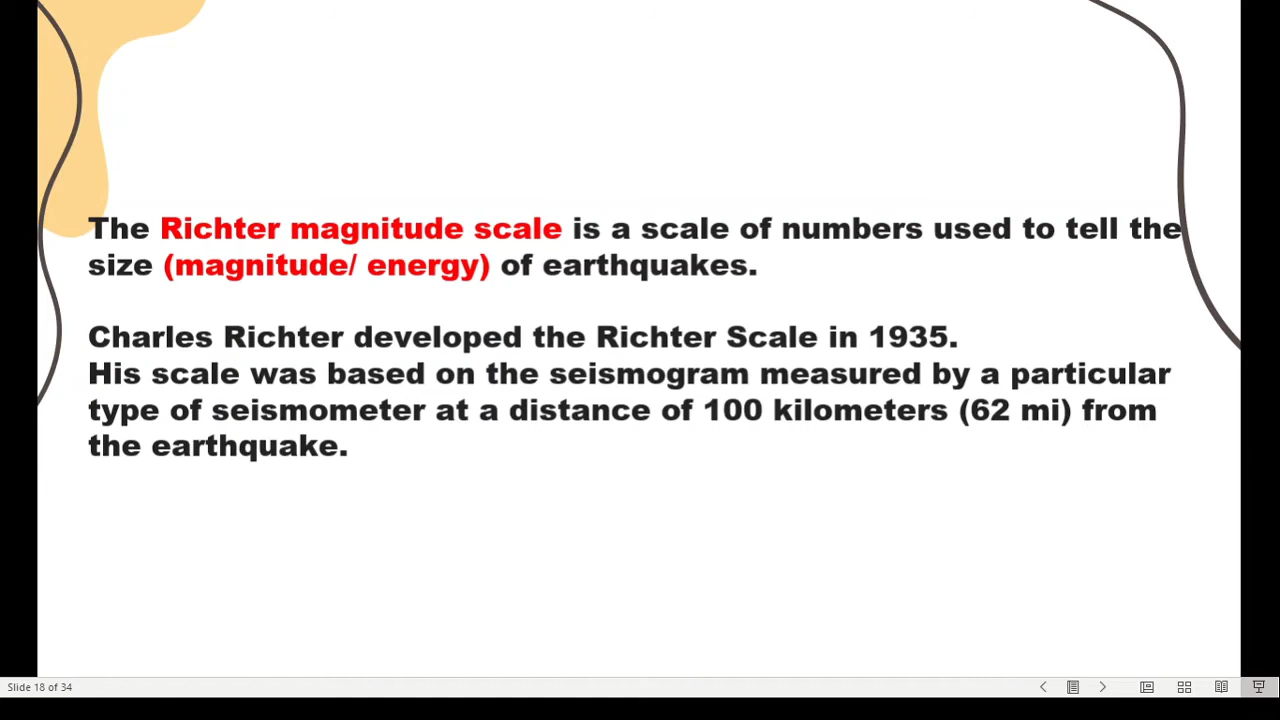 The Richter magnitude scale is a scale of numbers used to tell the
size (magnitude/ energy) of earthquakes.
Charles Richter developed the Richter Scale in 1935.
His scale was based on the seismogram measured by a particular
type of seismometer at a distance of 100 kilometers (62 mi) from
the earthquake.
Slide 18 of 34